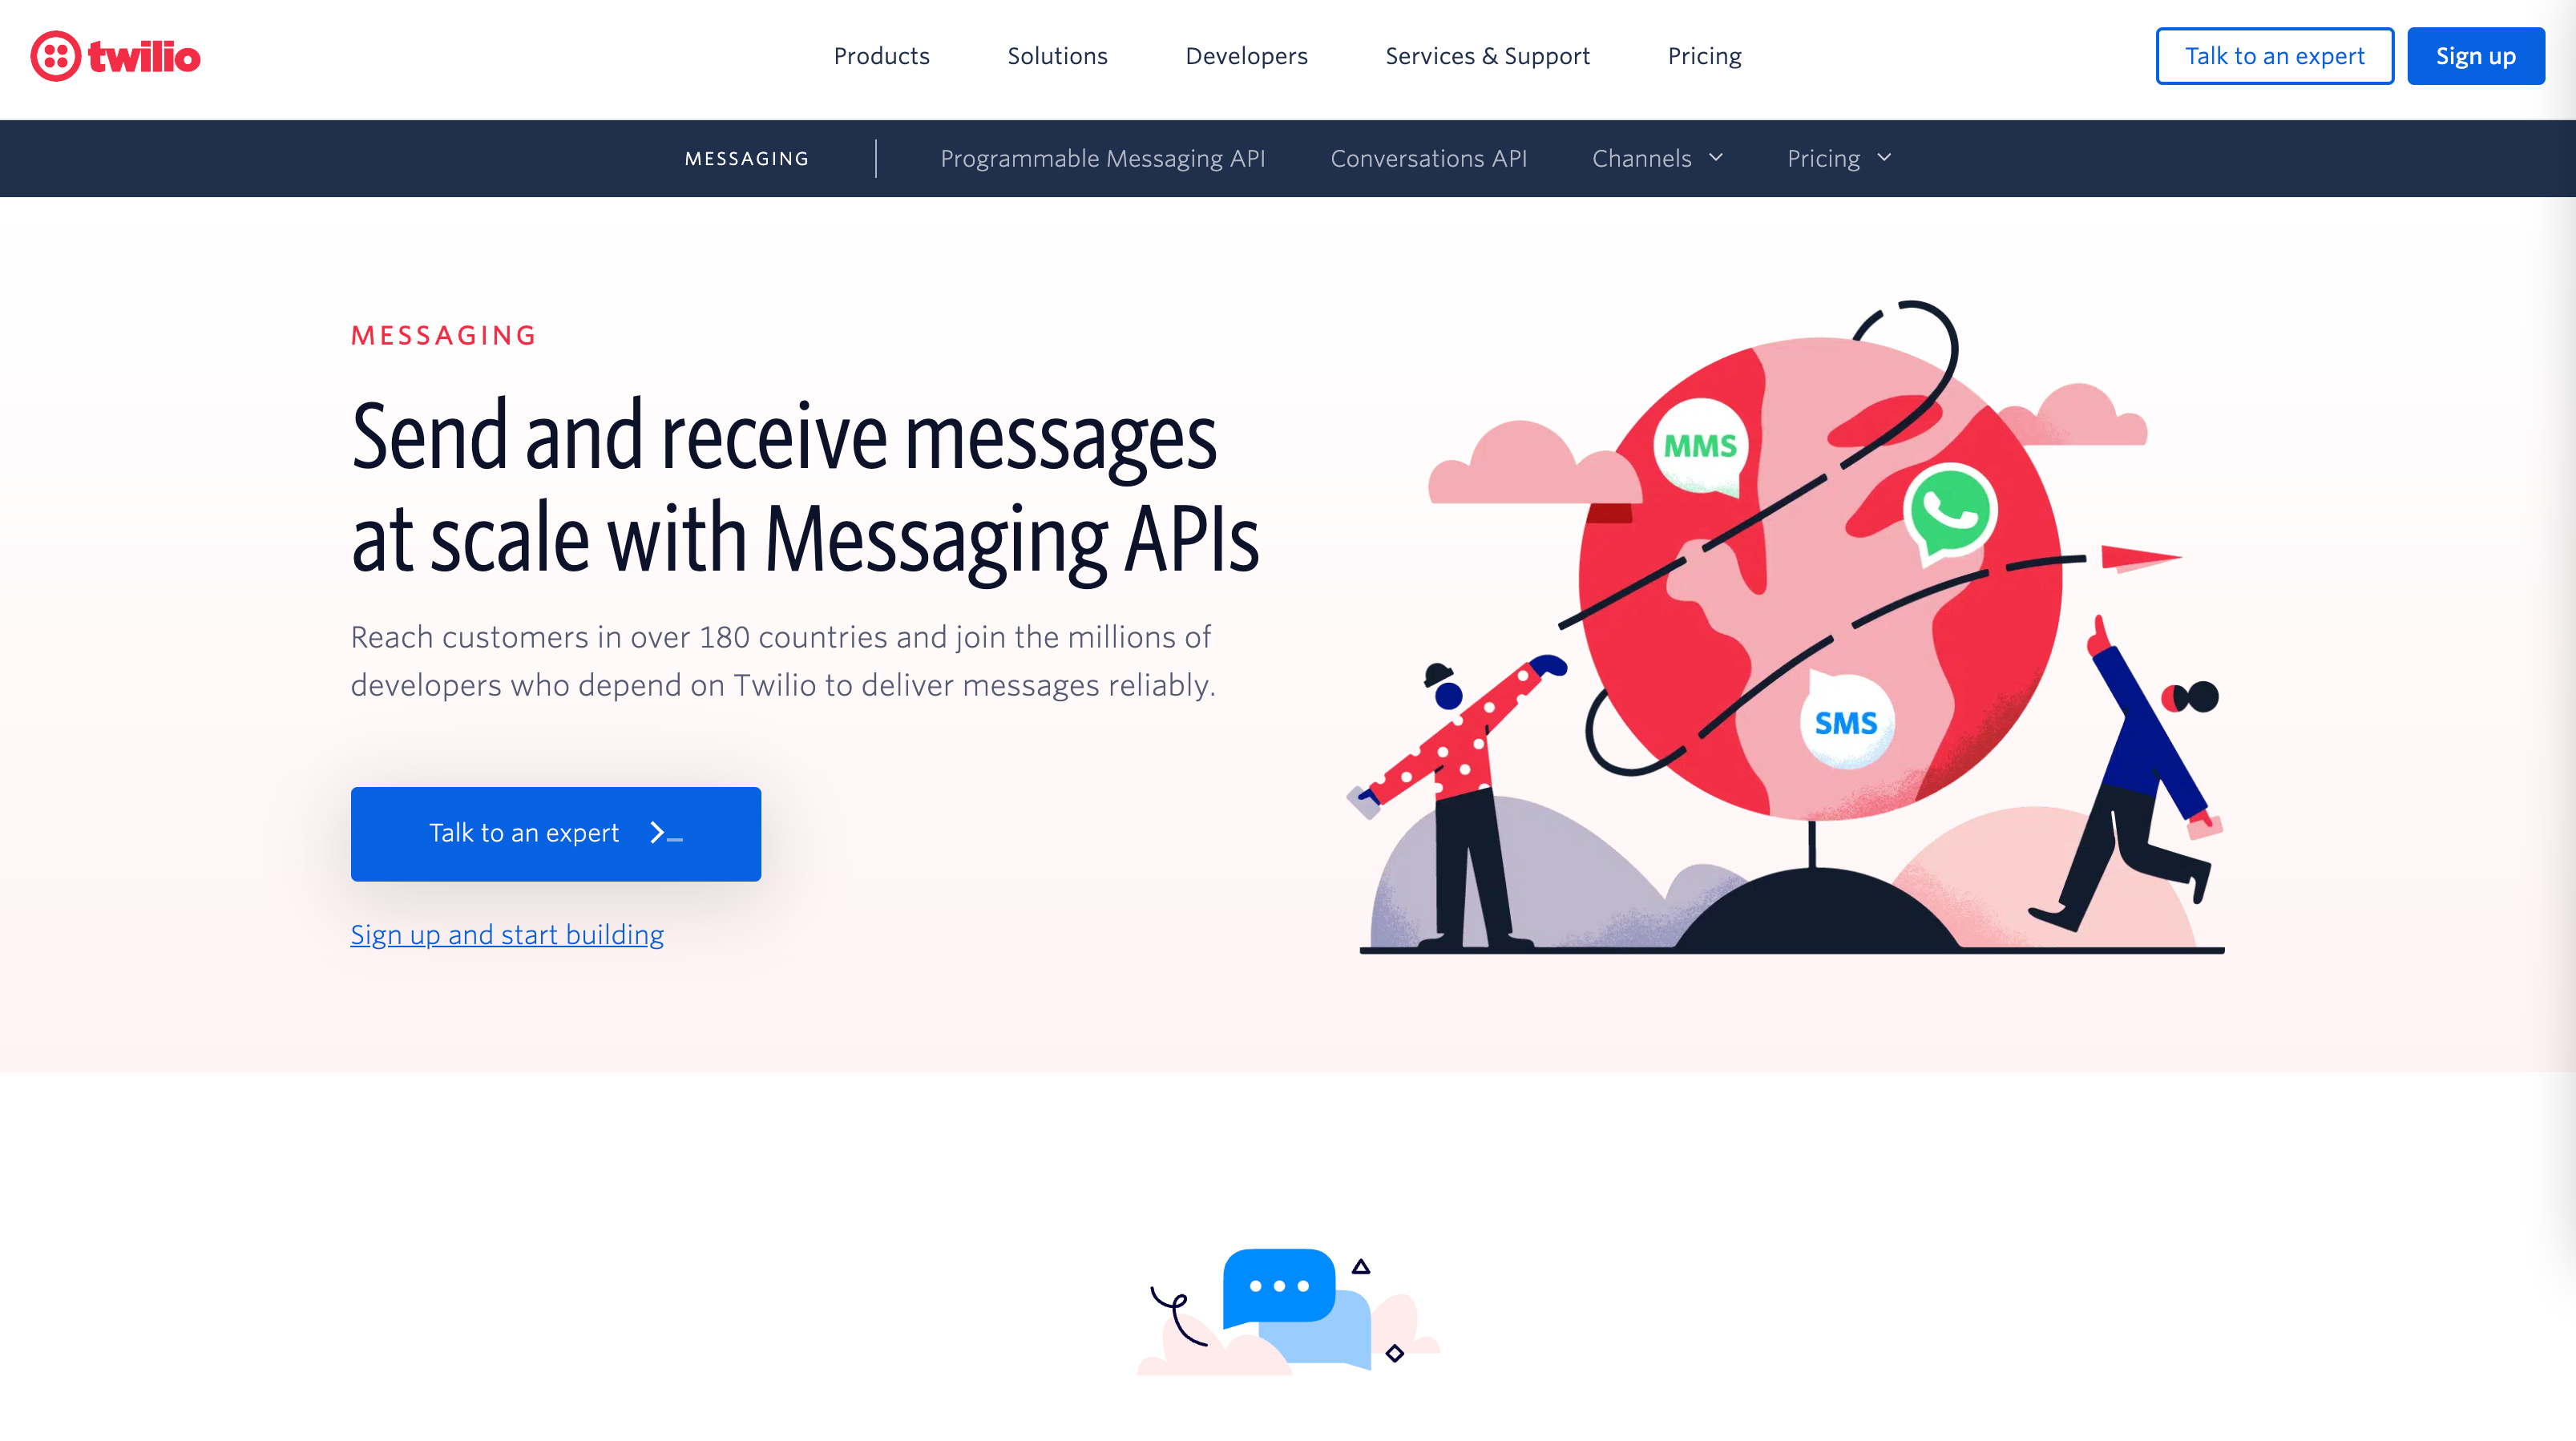 twilio
Products Solutions Developers Services & Support Pricing
Talk to an expert Sign up
MESSAGING Programmable Messaging API Conversations API Channels Pricing
MESSAGING
Send and receive messages
at scale with Messaging APIs
Reach customers in over 180 countries and join the millions of
developers who depend on Twilio to deliver messages reliably.
Talk to an expert >_
Sign up and start building
MMS
SMS